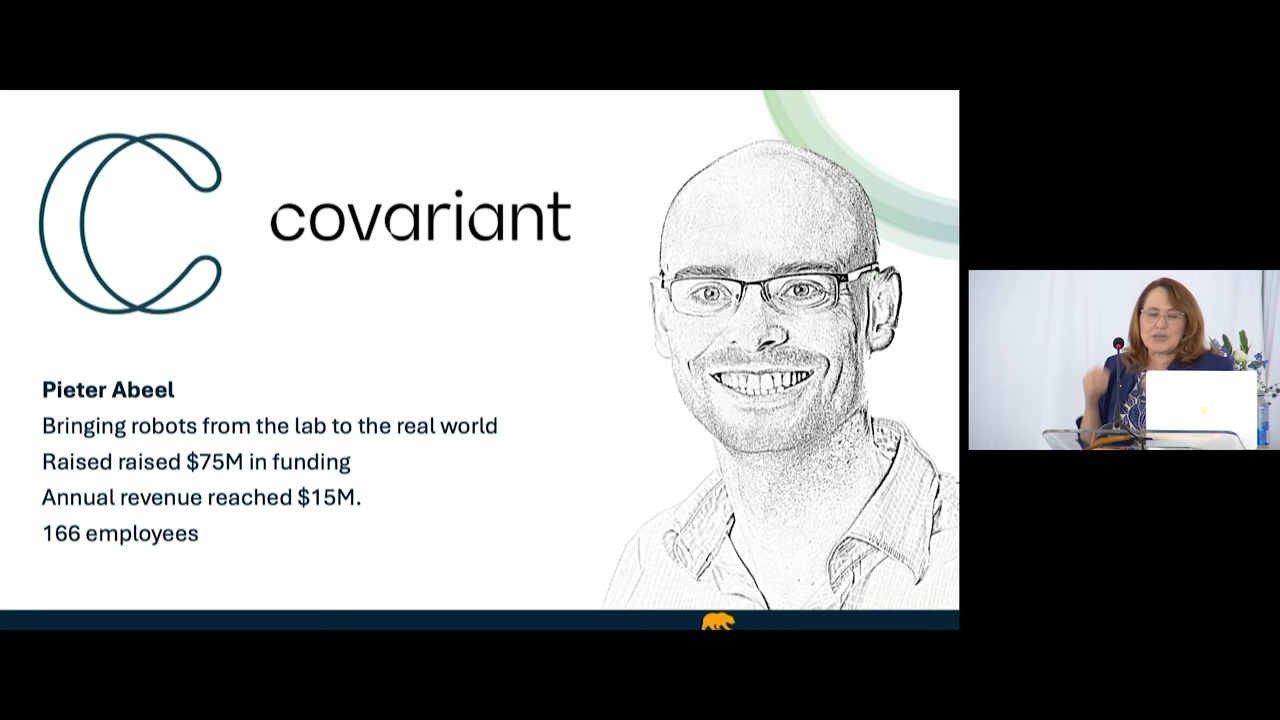 covariant
Pieter Abeel
Bringing robots from the lab to the real world
Raised raised $75M in funding
Annual revenue reached $15M.
166 employees